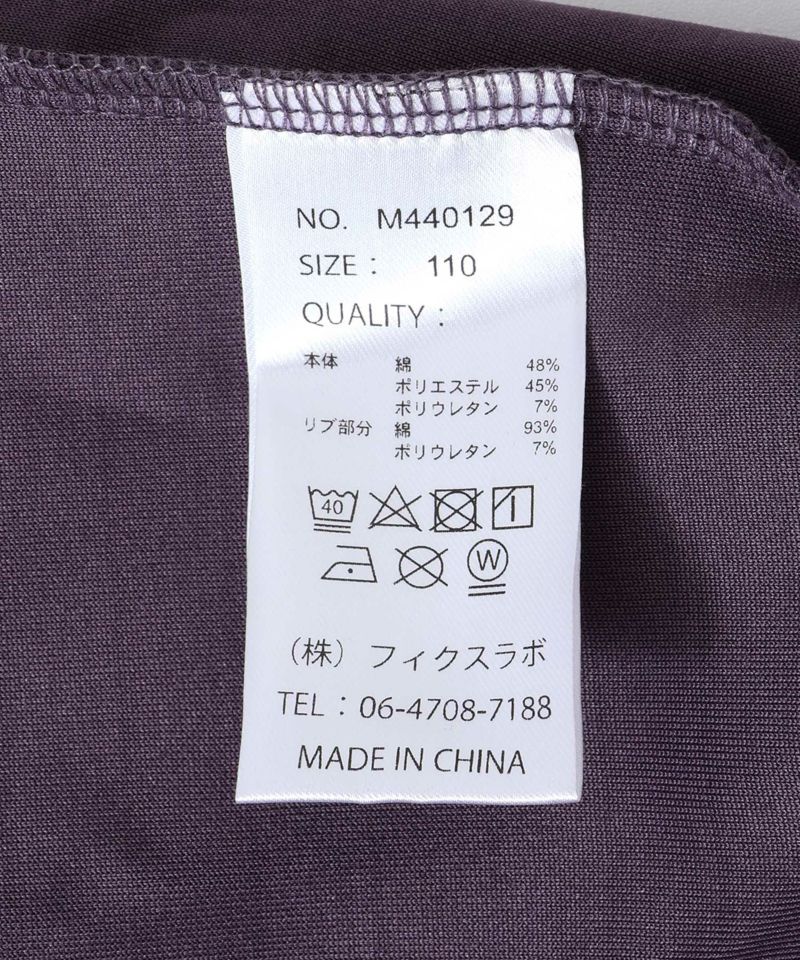 NO. M440129
SIZE : 110
QUALITY :
本体 綿 48%
ポリエステル 45%
ポリウレタン 7%
リブ部分 綿 93%
ポリウレタン 7%
40
W
(株) フィクスラボ
TEL : 06-4708-7188
MADE IN CHINA